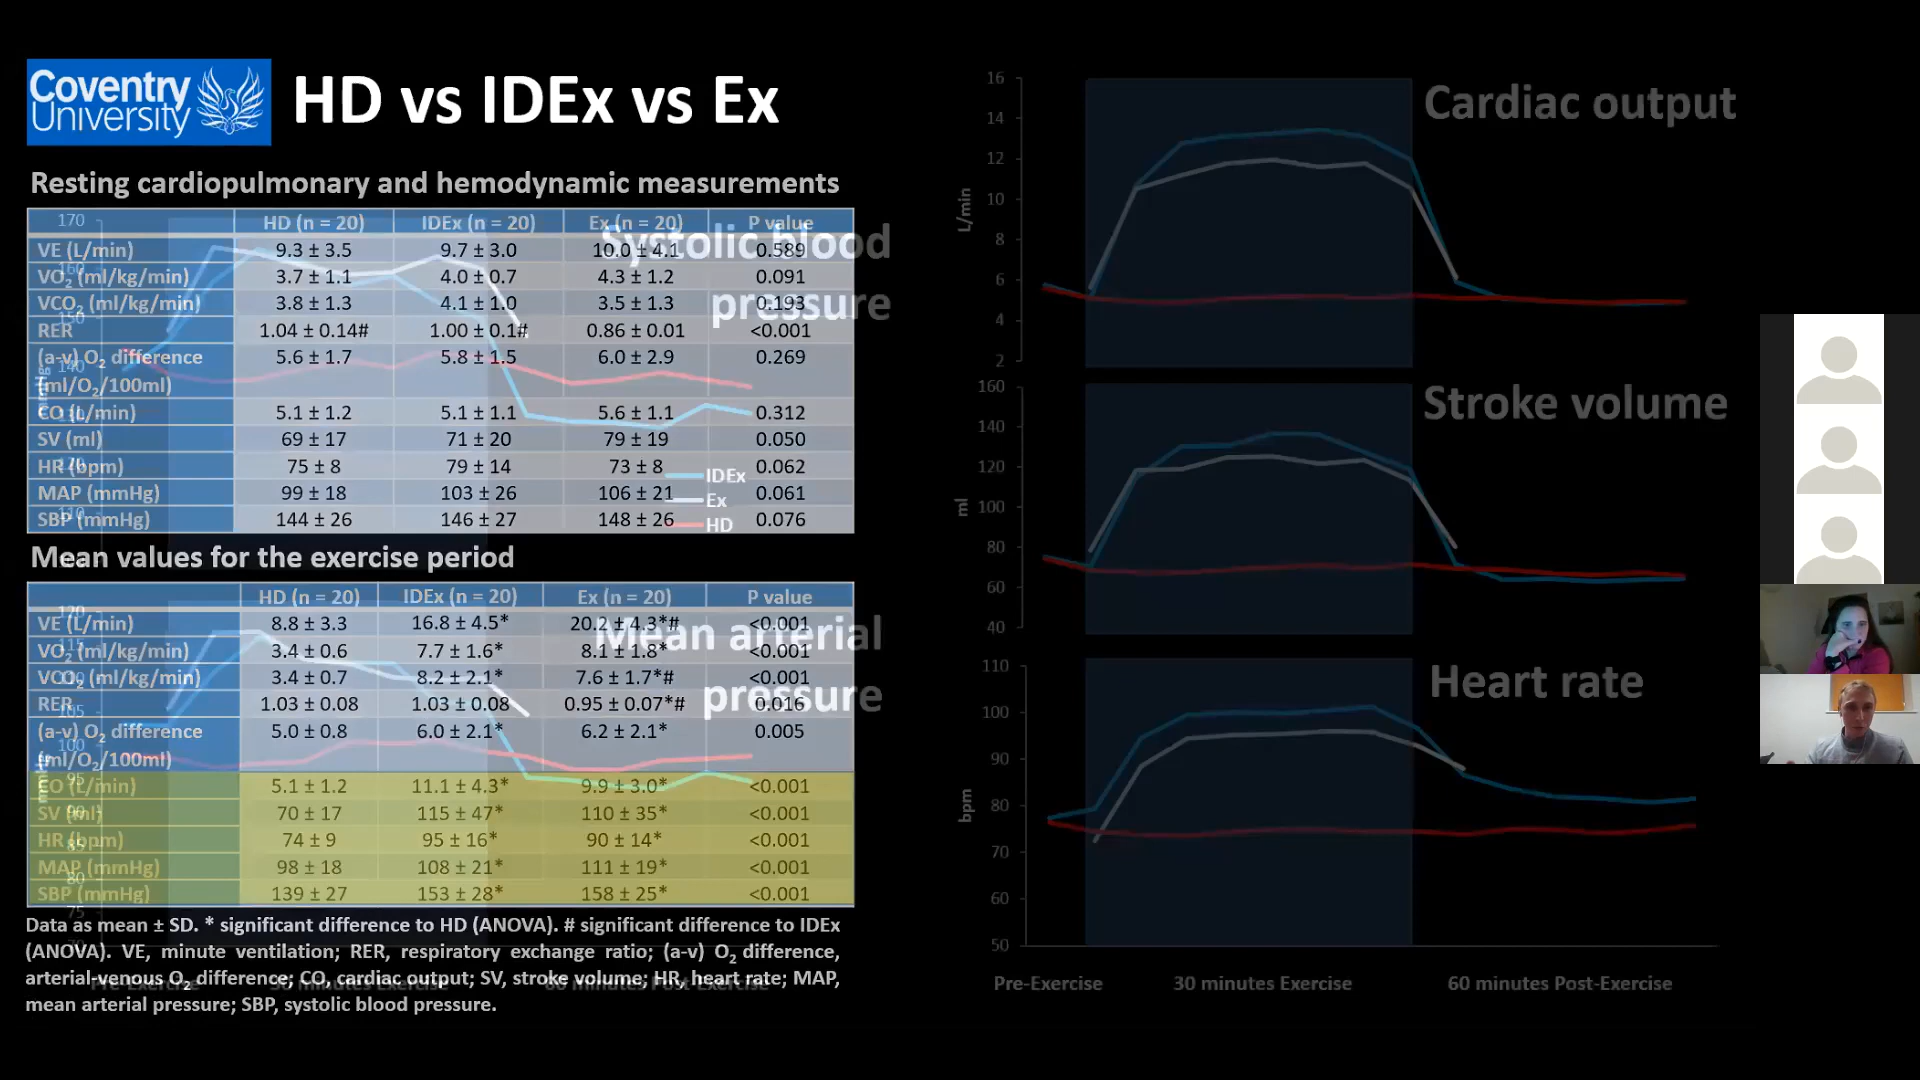 Coventry
University
HD vs IDEx vs Ex
Resting cardiopulmonary and hemodynamic measurements
HD (n = 20) IDEx (n = 20) Ex (n = 20) P value
VE (L/min) 9.3 ± 3.5 9.7 ± 3.0 10.0 ± 4.1 0.589
VO2 (ml/kg/min) 3.7 ± 1.1 4.0 ± 0.7 4.3 ± 1.2 0.091
VCO2 (ml/kg/min) 3.8 ± 1.3 4.1 ± 1.0 3.5 ± 1.3 0.193
RER 1.04 ± 0.14# 1.00 ± 0.1# 0.86 ± 0.01 <0.001
(a-v) O2 difference 5.6 ± 1.7 5.8 ± 1.5 6.0 ± 2.9 0.269
(ml/O2/100ml)
CO (L/min) 5.1 ± 1.2 5.1 ± 1.1 5.6 ± 1.1 0.312
SV (ml) 69 ± 17 71 ± 20 79 ± 19 0.050
HR (bpm) 75 ± 8 79 ± 14 73 ± 8 0.062
MAP (mmHg) 99 ± 18 103 ± 26 106 ± 21 0.061
SBP (mmHg) 144 ± 26 146 ± 27 148 ± 26 0.076
Systolic blood
pressure
170
160
150
140
IDEx
Ex
HD
Mean values for the exercise period
HD (n = 20) IDEx (n = 20) Ex (n = 20) P value
VE (L/min) 8.8 ± 3.3 16.8 ± 4.5* 20.2 ± 4.3*# <0.001
VO2 (ml/kg/min) 3.4 ± 0.6 7.7 ± 1.6* 8.1 ± 1.8* <0.001
VCO2 (ml/kg/min) 3.4 ± 0.7 8.2 ± 2.1* 7.6 ± 1.7*# <0.001
RER 1.03 ± 0.08 1.03 ± 0.08 0.95 ± 0.07*# 0.016
(a-v) O2 difference 5.0 ± 0.8 6.0 ± 2.1* 6.2 ± 2.1* 0.005
(ml/O2/100ml)
CO (L/min) 5.1 ± 1.2 11.1 ± 4.3* 9.9 ± 3.0* <0.001
SV (ml) 70 ± 17 115 ± 47* 110 ± 35* <0.001
HR (bpm) 74 ± 9 95 ± 16* 90 ± 14* <0.001
MAP (mmHg) 98 ± 18 108 ± 21* 111 ± 19* <0.001
SBP (mmHg) 139 ± 27 153 ± 28* 158 ± 25* <0.001
Mean arterial
pressure
120
115
105
100
Data as mean ± SD. * significant difference to HD (ANOVA). # significant difference to IDEx
(ANOVA). VE, minute ventilation; RER, respiratory exchange ratio; (a-v) O2 difference,
arterial-venous O2 difference; CO, cardiac output; SV, stroke volume; HR, heart rate; MAP,
mean arterial pressure; SBP, systolic blood pressure.
Cardiac output
16
14
12
10
8
6
4
2
L/min
Stroke volume
160
140
120
100
80
60
40
ml
Heart rate
110
100
90
80
70
60
50
bpm
Pre-Exercise 30 minutes Exercise 60 minutes Post-Exercise